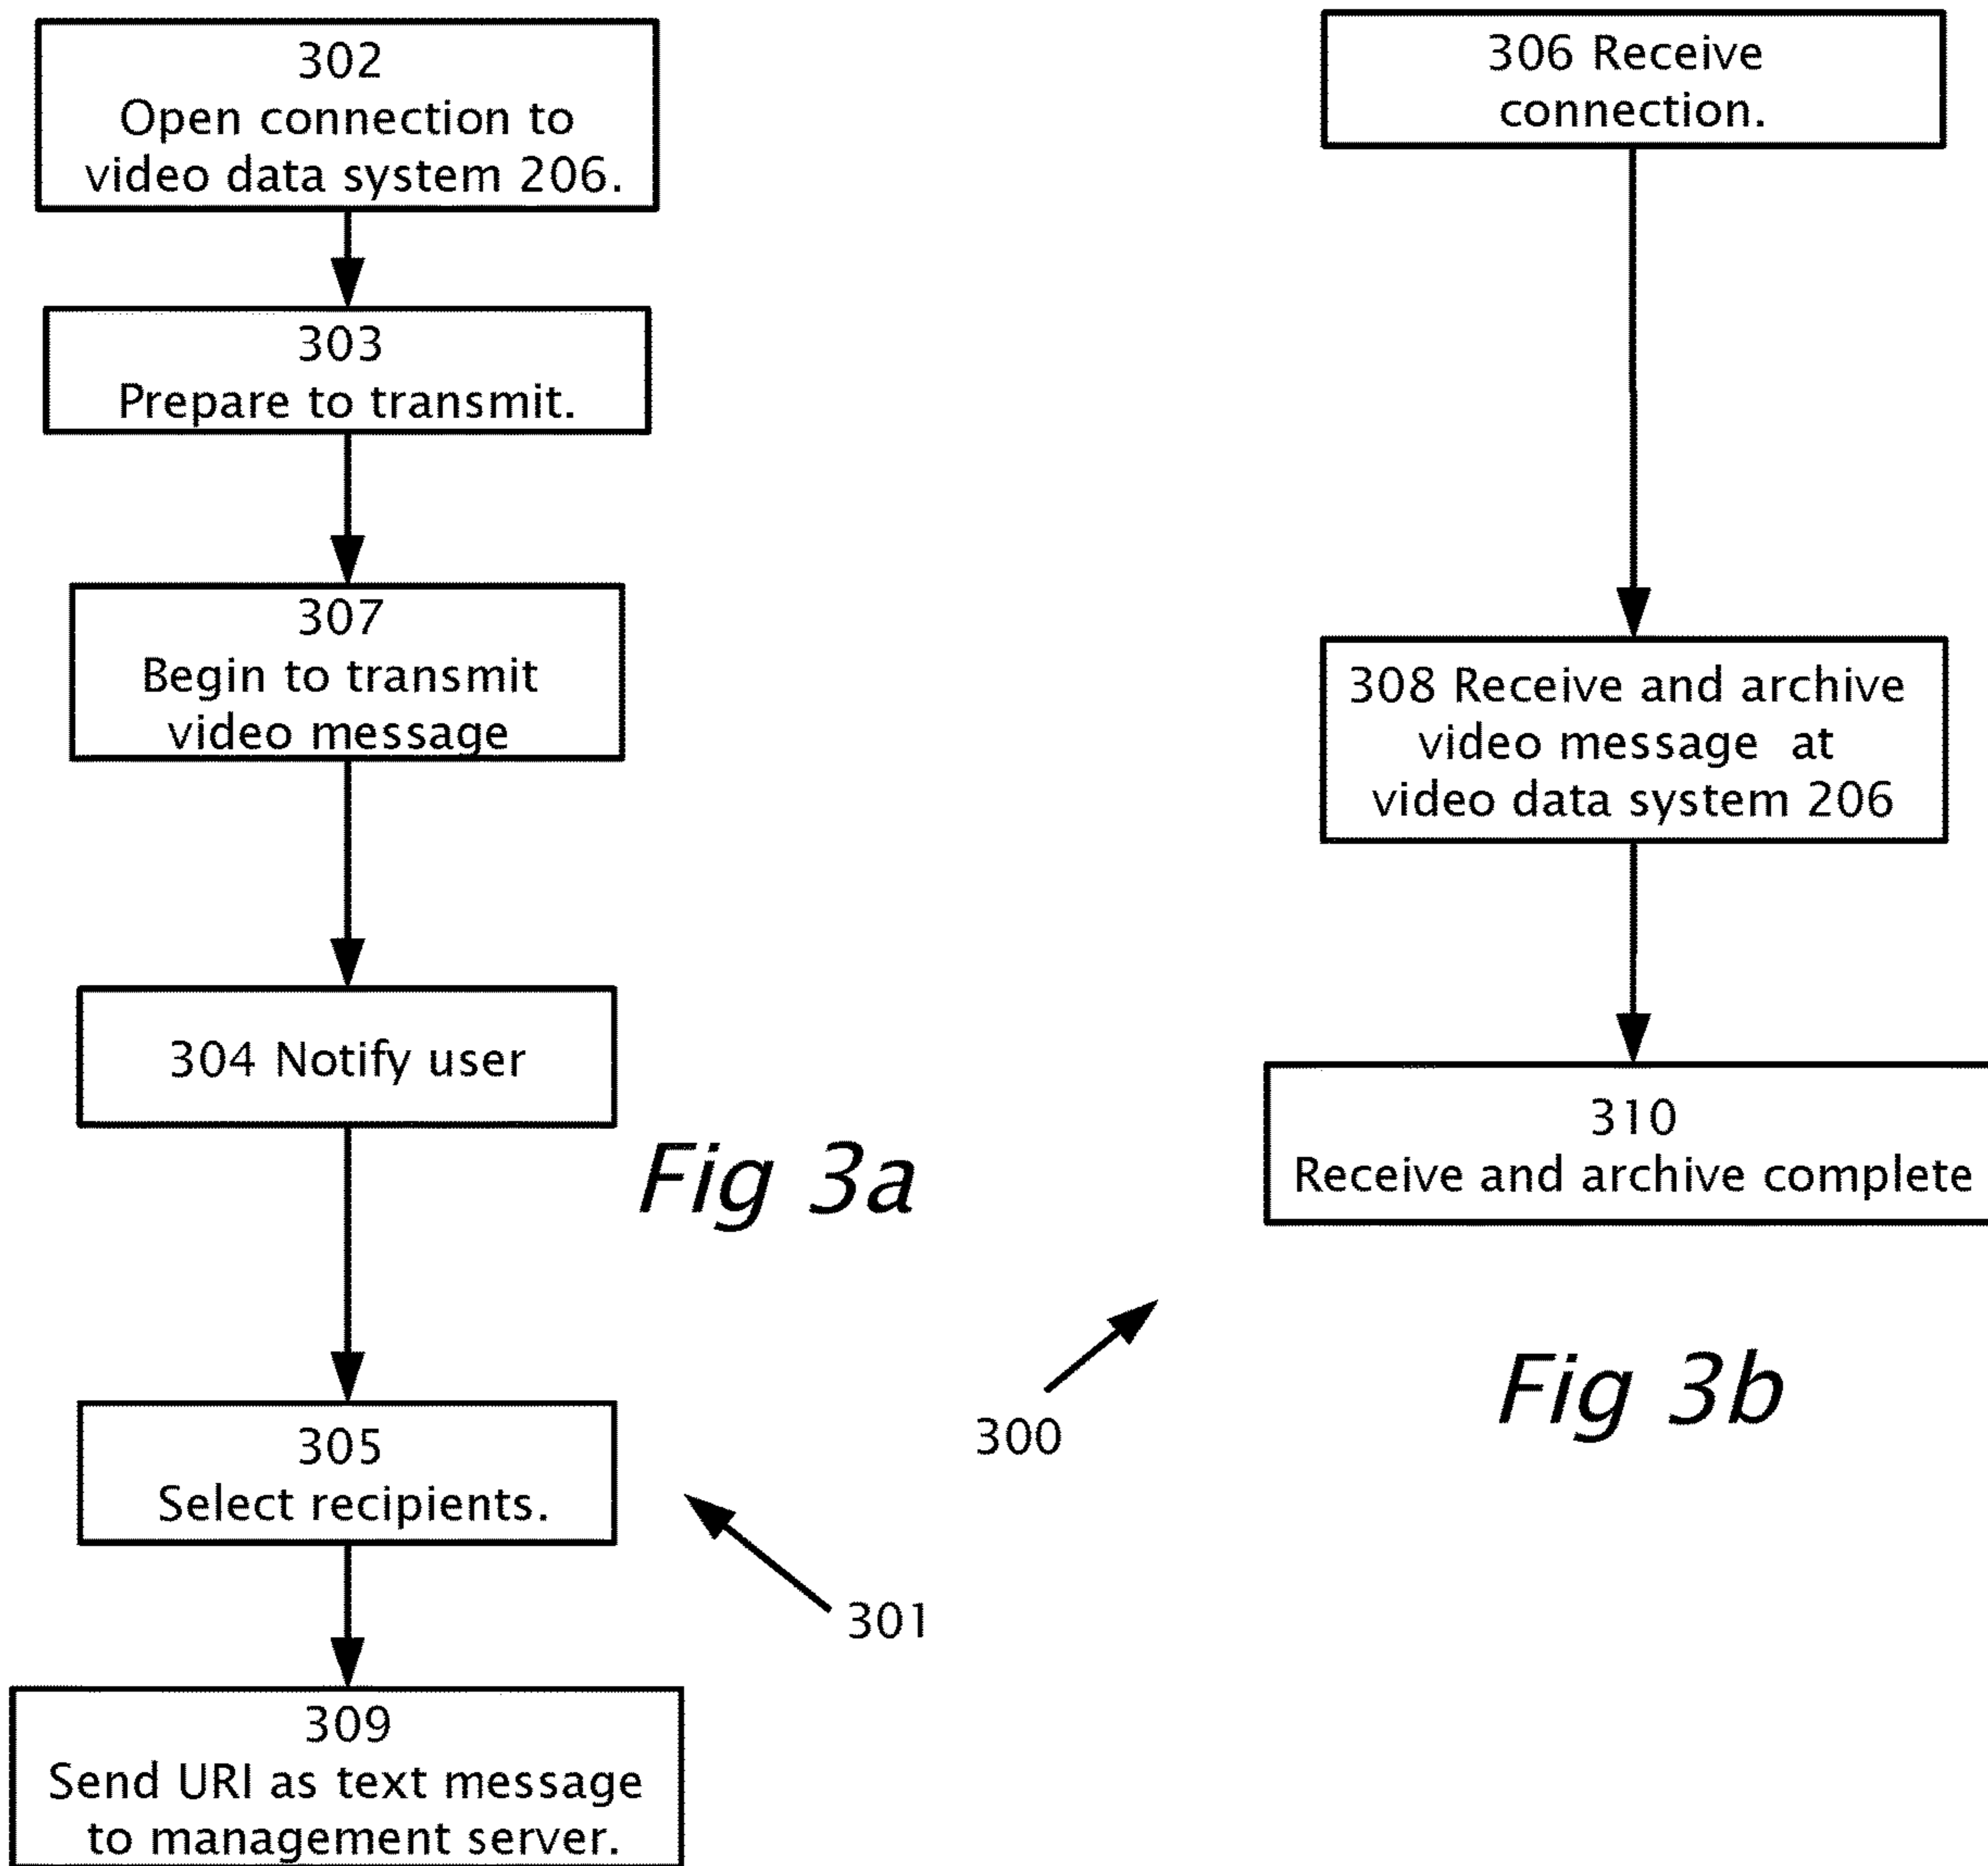 302
Open connection to
video data system 206.
303
Prepare to transmit.
307
Begin to transmit
video message
304 Notify user
305
Select recipients.
309
Send URI as text message
to management server.
301
Fig 3a
306 Receive
connection.
308 Receive and archive
video message at
video data system 206
310
Receive and archive complete
300
Fig 3b